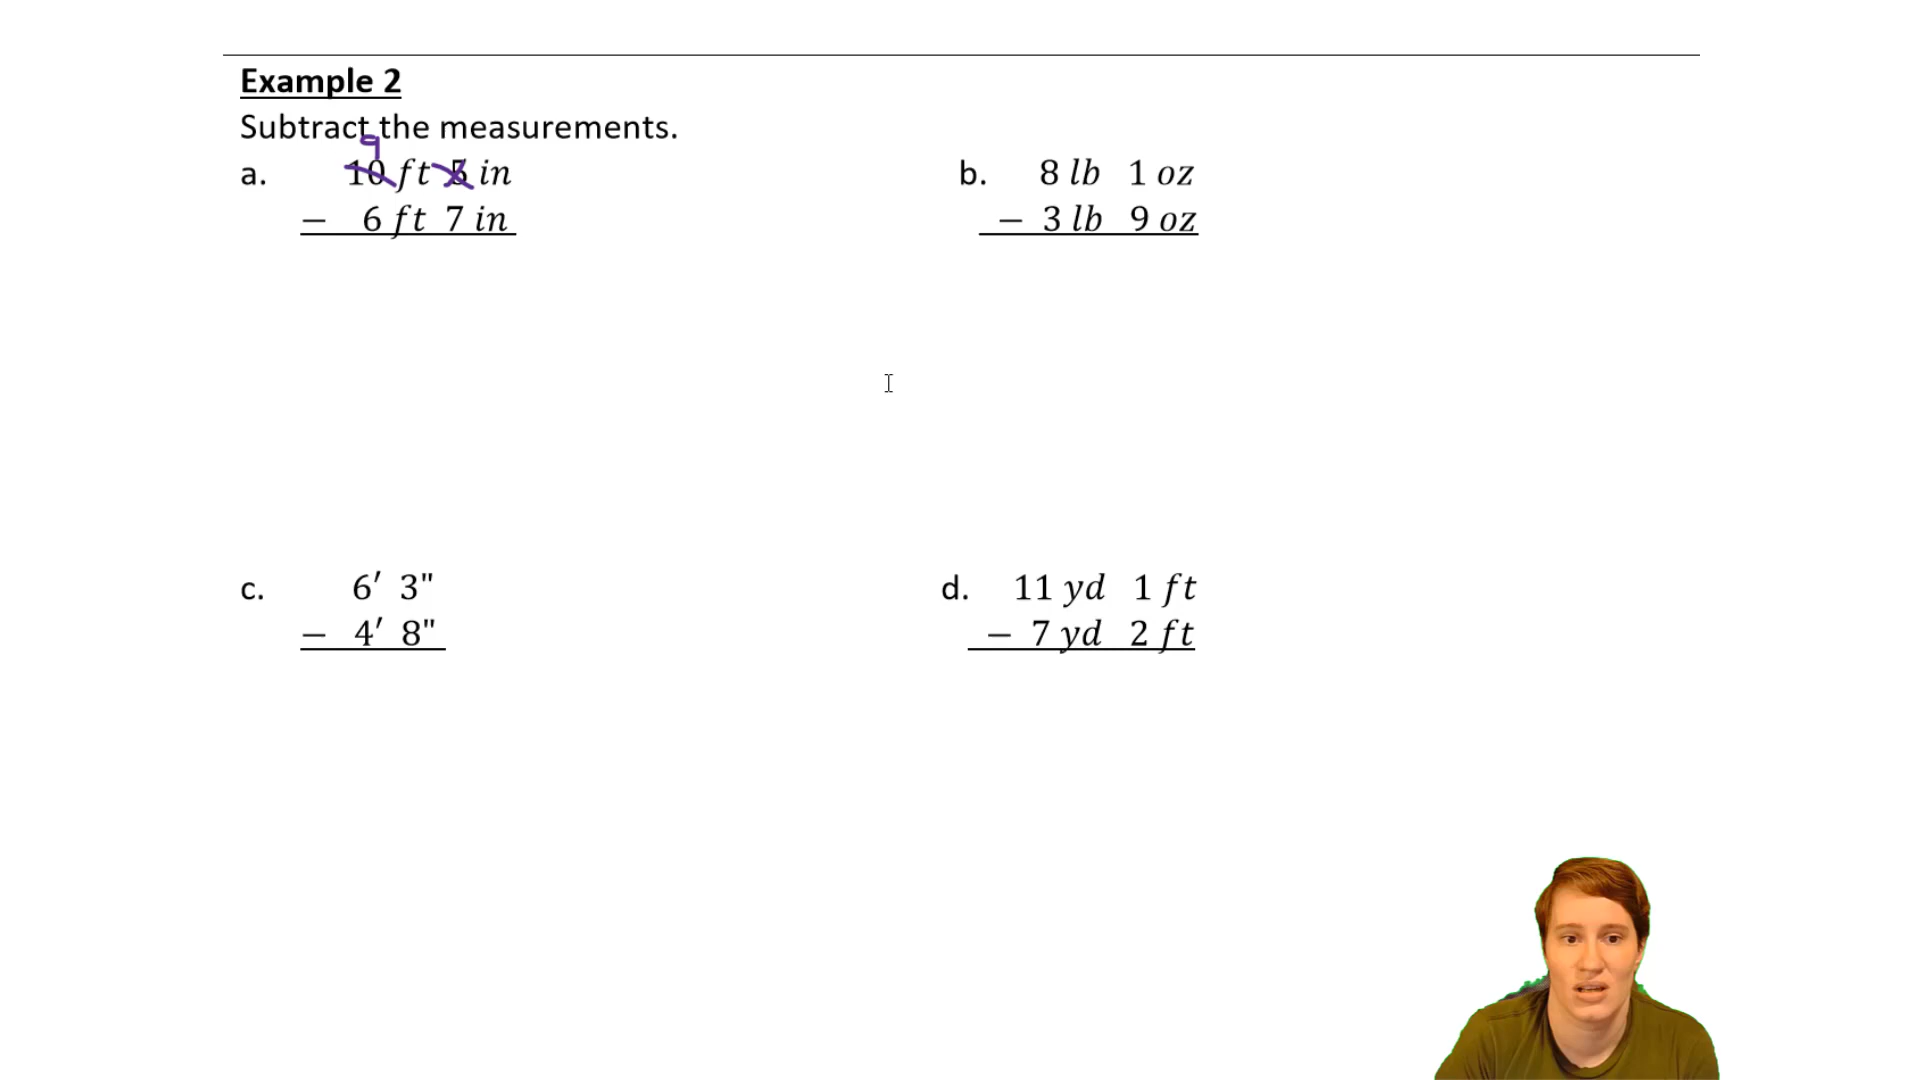 Example 2
Subtract the measurements.
9
a. 10 ft 5 in
− 6 ft 7 in
b. 8 lb 1 oz
− 3 lb 9 oz
c. 6′ 3"
− 4′ 8"
d. 11 yd 1 ft
− 7 yd 2 ft